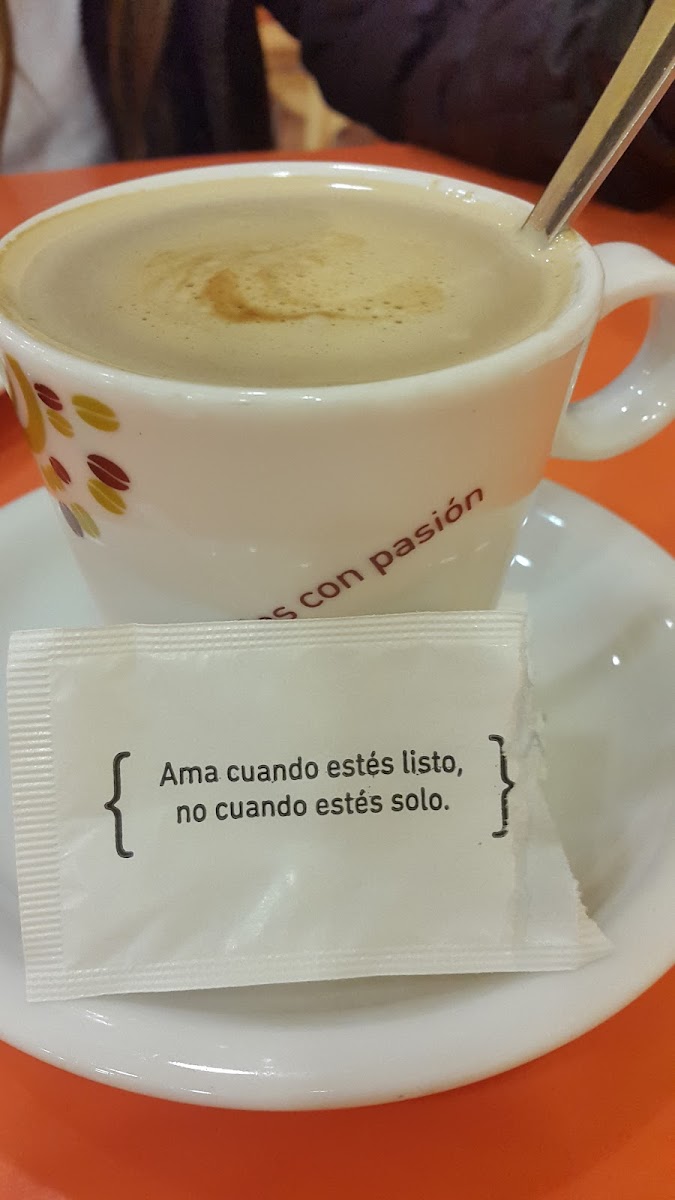 con pasión
{ Ama cuando estés listo,
no cuando estés solo. }